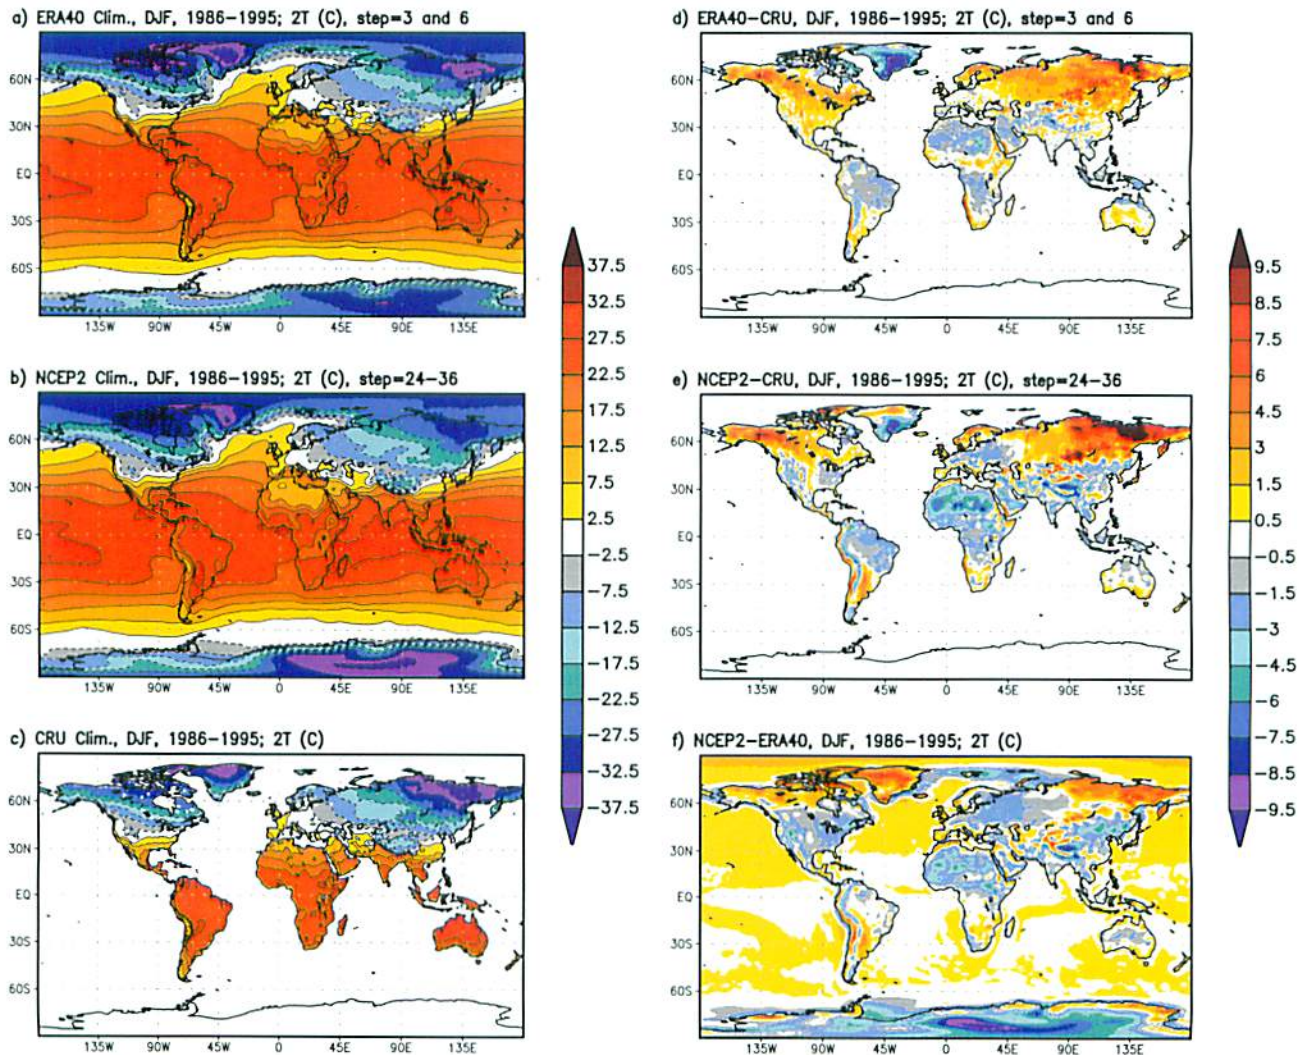 a) ERA40 Clim., DJF, 1986-1995; 2T (C), step=3 and 6
60N
30N
EQ
30S
60S
135W 90W 45W 0 45E 90E 135E
b) NCEP2 Clim., DJF, 1986-1995; 2T (C), step=24-36
60N
30N
EQ
30S
60S
135W 90W 45W 0 45E 90E 135E
c) CRU Clim., DJF, 1986-1995; 2T (C)
60N
30N
EQ
30S
60S
135W 90W 45W 0 45E 90E 135E
37.5
32.5
27.5
22.5
17.5
12.5
7.5
2.5
-2.5
-7.5
-12.5
-17.5
-22.5
-27.5
-32.5
-37.5
d) ERA40-CRU, DJF, 1986-1995; 2T (C), step=3 and 6
60N
30N
EQ
30S
60S
135W 90W 45W 0 45E 90E 135E
e) NCEP2-CRU, DJF, 1986-1995; 2T (C), step=24-36
60N
30N
EQ
30S
60S
135W 90W 45W 0 45E 90E 135E
f) NCEP2-ERA40, DJF, 1986-1995; 2T (C)
60N
30N
EQ
30S
60S
135W 90W 45W 0 45E 90E 135E
9.5
8.5
7.5
6
4.5
3
1.5
0.5
-0.5
-1.5
-3
-4.5
-6
-7.5
-8.5
-9.5